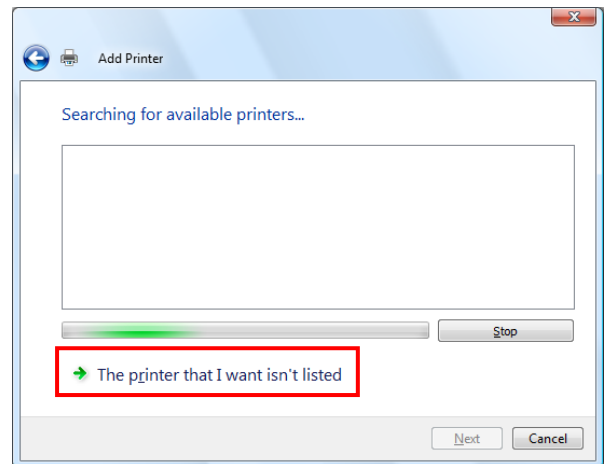 Add Printer
Searching for available printers...
Stop
The printer that I want isn't listed
Next
Cancel